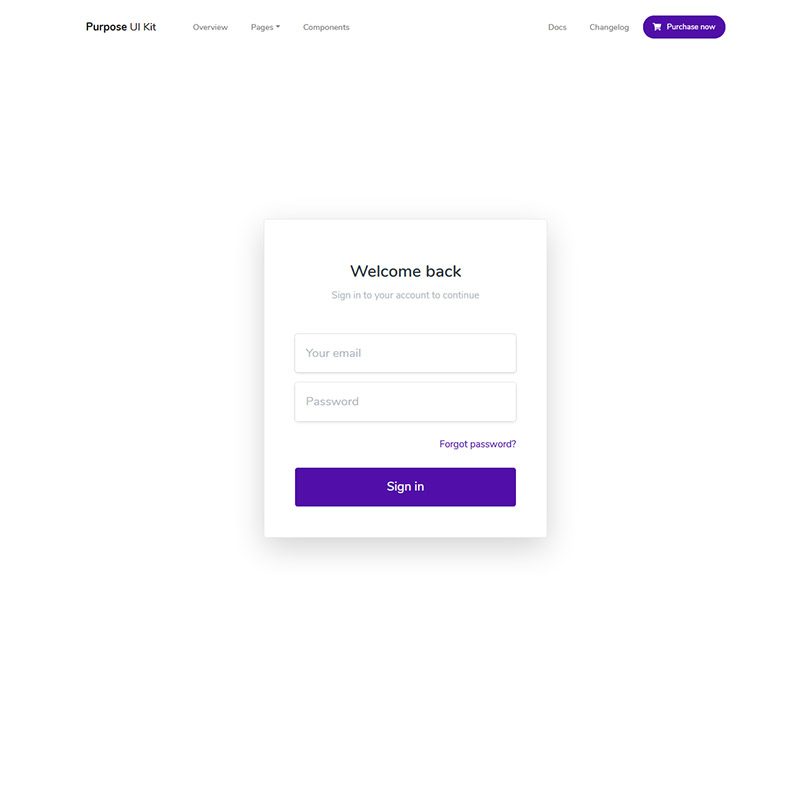 Purpose UI Kit Overview Pages Components Docs Changelog Purchase now
Welcome back
Sign in to your account to continue
Your email
Password
Forgot password?
Sign in